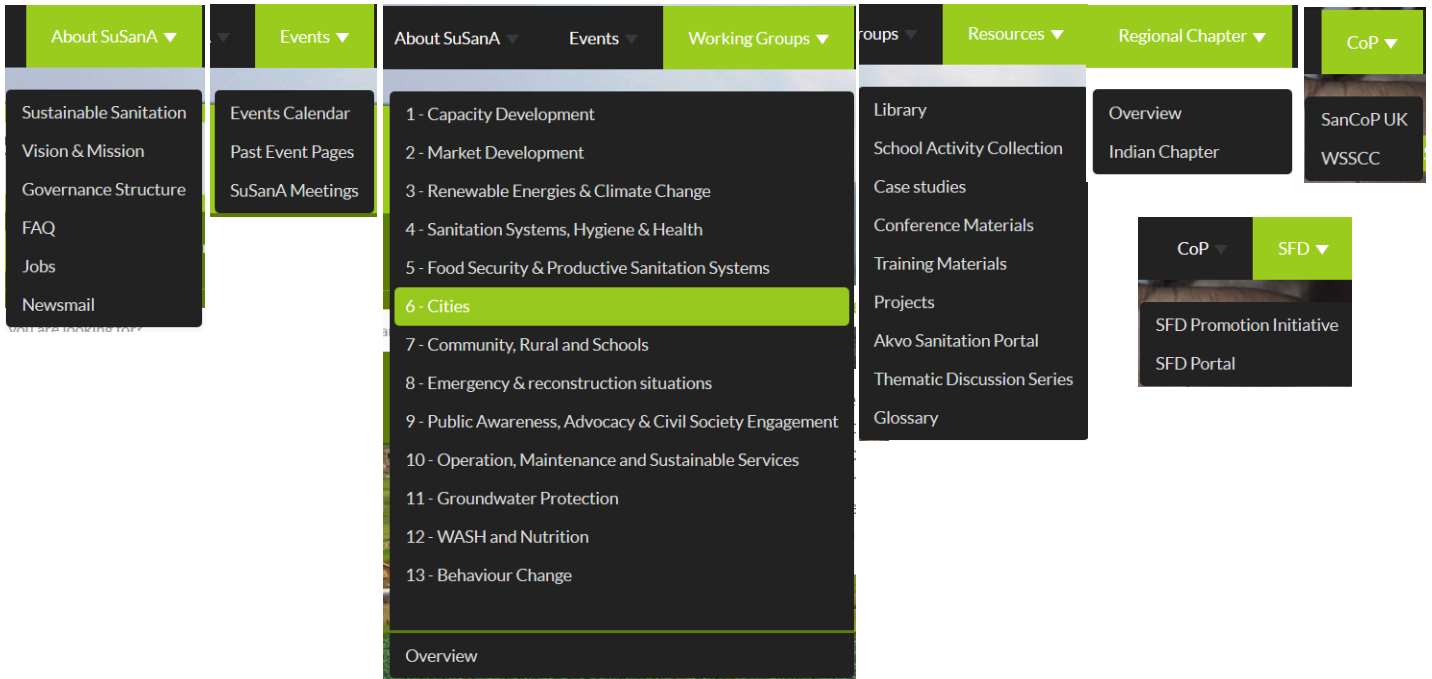 About SuSanA
Sustainable Sanitation
Vision & Mission
Governance Structure
FAQ
Jobs
Newsmail
you are looking for?
Events
Events Calendar
Past Event Pages
SuSanA Meetings
About SuSanA Events Working Groups
1 - Capacity Development
2 - Market Development
3 - Renewable Energies & Climate Change
4 - Sanitation Systems, Hygiene & Health
5 - Food Security & Productive Sanitation Systems
6 - Cities
7 - Community, Rural and Schools
8 - Emergency & reconstruction situations
9 - Public Awareness, Advocacy & Civil Society Engagement
10 - Operation, Maintenance and Sustainable Services
11 - Groundwater Protection
12 - WASH and Nutrition
13 - Behaviour Change
Overview
roups Resources
Library
School Activity Collection
Case studies
Conference Materials
Training Materials
Projects
Akvo Sanitation Portal
Thematic Discussion Series
Glossary
Regional Chapter
Overview
Indian Chapter
CoP
SanCoP UK
WSSCC
CoP SFD
SFD Promotion Initiative
SFD Portal